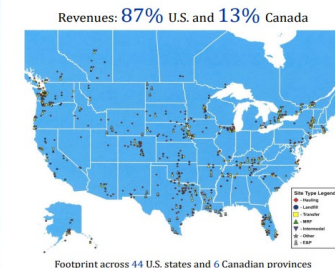 Revenues: 87% U.S. and 13% Canada
Site Type Legend
- Hauling
- Landfill
- Transfer
- MRF
- Intermodal
- Other
- E&P
Footprint across 44 U.S. states and 6 Canadian provinces